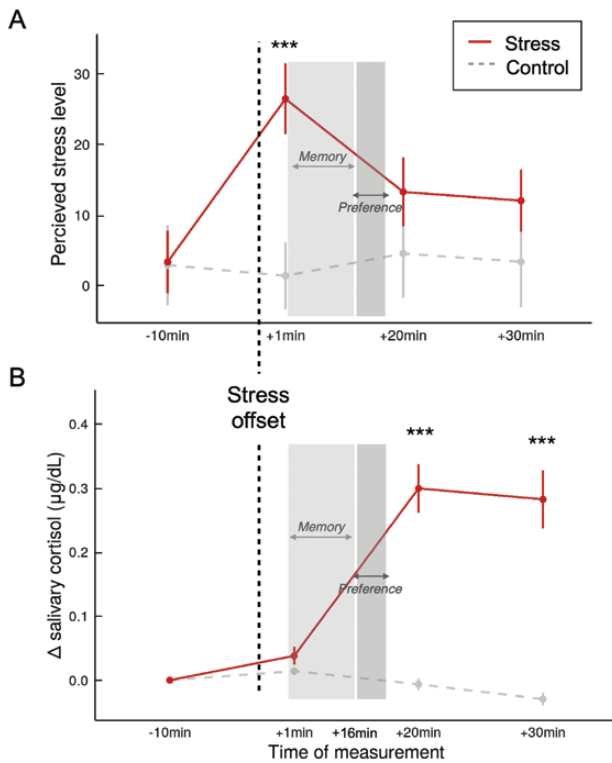 A
Stress
Control
***
Percieved stress level
30
20
10
0
Memory
Preference
-10min
+1min
+20min
+30min
Stress
offset
B
Δ salivary cortisol (µg/dL)
0.4
0.3
0.2
0.1
0.0
***
***
Memory
Preference
-10min
+1min
+16min
+20min
+30min
Time of measurement